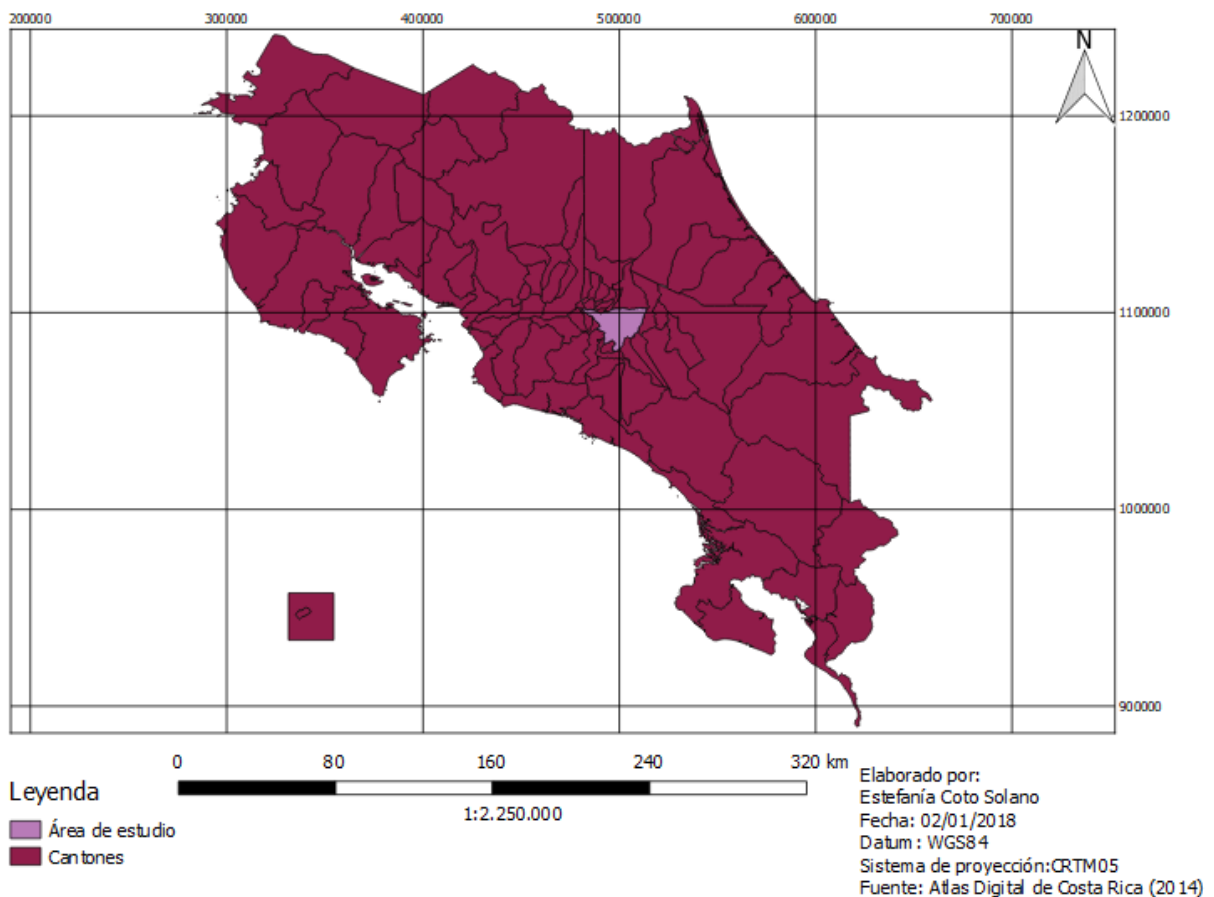 200000 300000 400000 500000 600000 700000
N
1200000
1100000
1000000
900000
0 80 160 240 320 km
1:2.250.000
Leyenda
Área de estudio
Cantones
Elaborado por:
Estefanía Coto Solano
Fecha: 02/01/2018
Datum : WGS84
Sistema de proyección:CRTM05
Fuente: Atlas Digital de Costa Rica (2014)